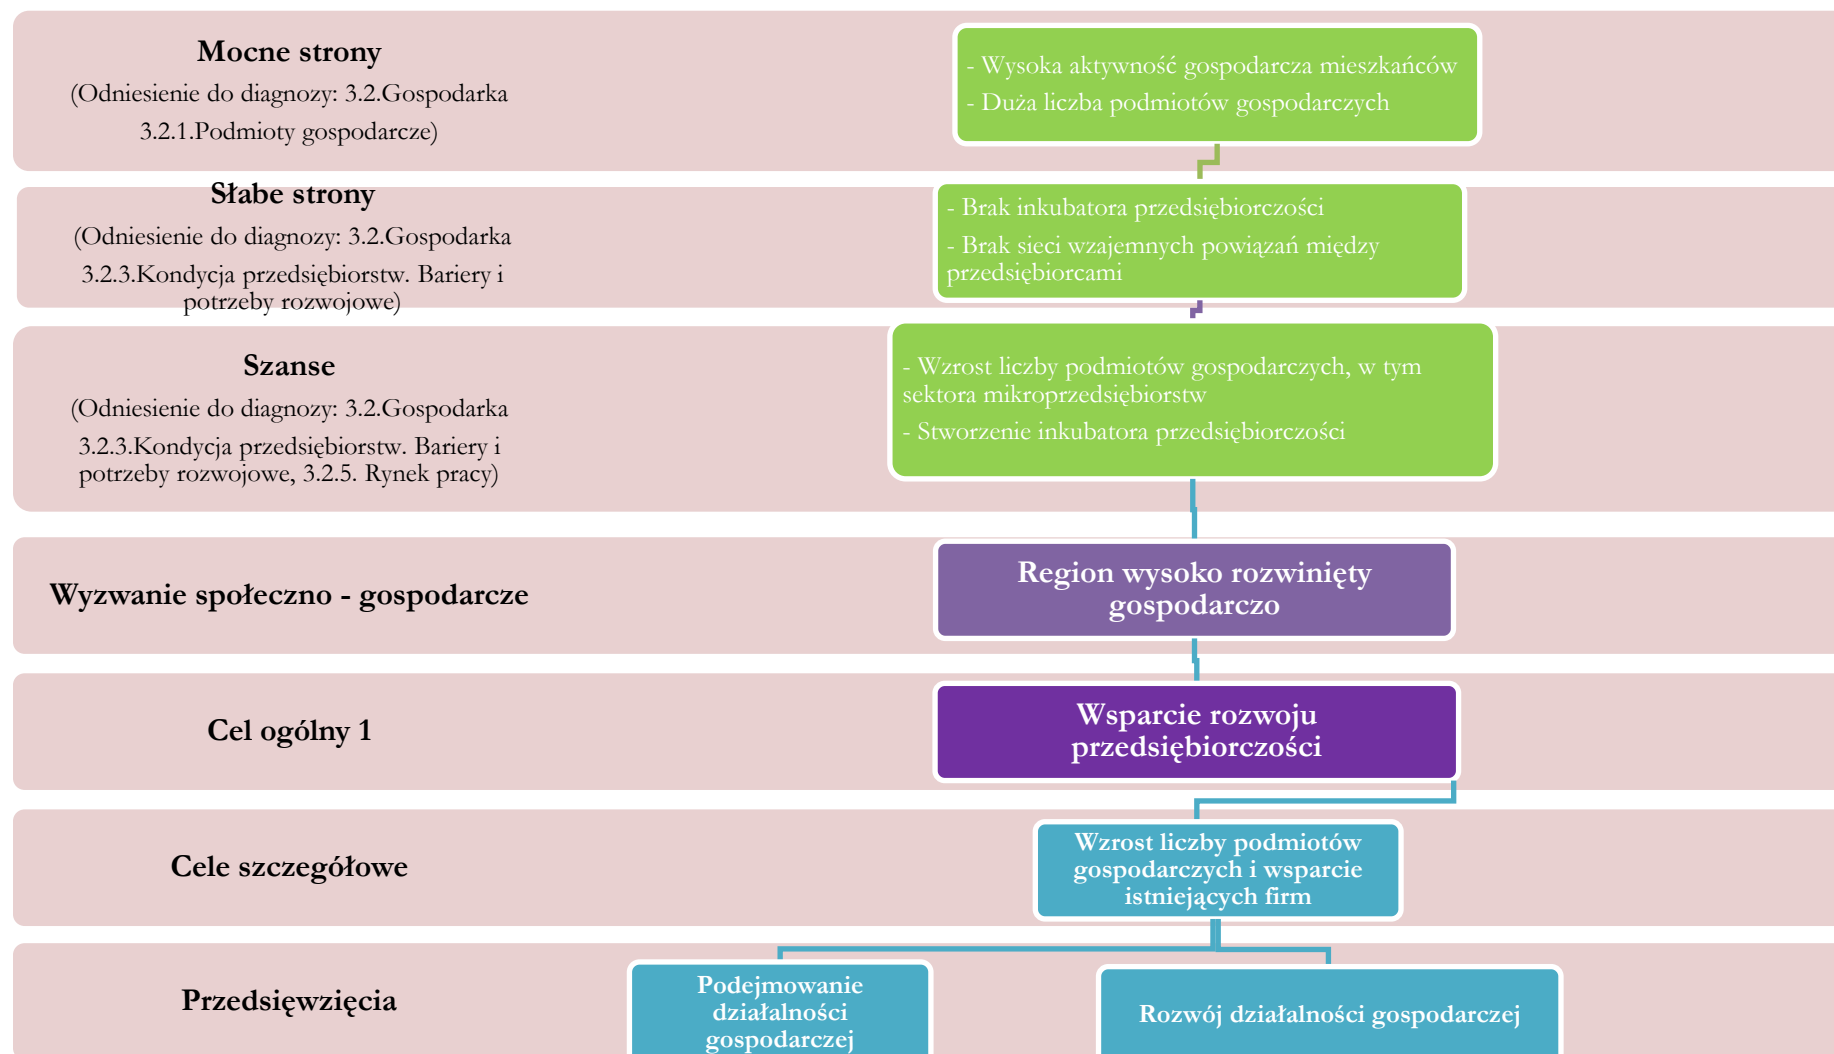 Mocne strony
(Odniesienie do diagnozy: 3.2.Gospodarka
3.2.1.Podmioty gospodarcze)
- Wysoka aktywność gospodarcza mieszkańców
- Duża liczba podmiotów gospodarczych
Słabe strony
(Odniesienie do diagnozy: 3.2.Gospodarka
3.2.3.Kondycja przedsiębiorstw. Bariery i
potrzeby rozwojowe)
- Brak inkubatora przedsiębiorczości
- Brak sieci wzajemnych powiązań między
przedsiębiorcami
Szanse
(Odniesienie do diagnozy: 3.2.Gospodarka
3.2.3.Kondycja przedsiębiorstw. Bariery i
potrzeby rozwojowe, 3.2.5. Rynek pracy)
- Wzrost liczby podmiotów gospodarczych, w tym
sektora mikroprzedsiębiorstw
- Stworzenie inkubatora przedsiębiorczości
Wyzwanie społeczno - gospodarcze
Region wysoko rozwinięty
gospodarczo
Cel ogólny 1
Wsparcie rozwoju
przedsiębiorczości
Cele szczegółowe
Wzrost liczby podmiotów
gospodarczych i wsparcie
istniejących firm
Przedsięwzięcia
Podejmowanie
działalności
gospodarczej
Rozwój działalności gospodarczej